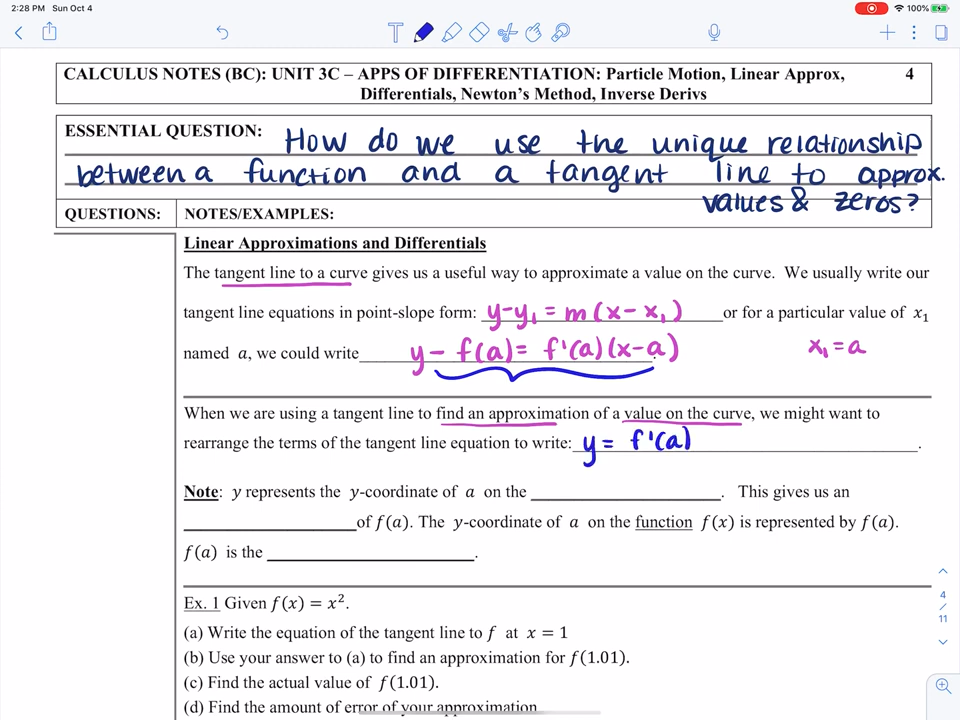 2:28 PM Sun Oct 4
100%
CALCULUS NOTES (BC): UNIT 3C – APPS OF DIFFERENTIATION: Particle Motion, Linear Approx, 4
Differentials, Newton's Method, Inverse Derivs
ESSENTIAL QUESTION: How do we use the unique relationship
between a function and a tangent line to approx.
values & zeros?
QUESTIONS: NOTES/EXAMPLES:
Linear Approximations and Differentials
The tangent line to a curve gives us a useful way to approximate a value on the curve. We usually write our
tangent line equations in point-slope form: y-y₁ = m(x-x₁) or for a particular value of x₁
named a, we could write y - f(a) = f'(a)(x-a). x₁ = a
When we are using a tangent line to find an approximation of a value on the curve, we might want to
rearrange the terms of the tangent line equation to write: y = f'(a) .
Note: y represents the y-coordinate of a on the ____________________. This gives us an
____________________of f(a). The y-coordinate of a on the function f(x) is represented by f(a).
f(a) is the ____________________.
Ex. 1 Given f(x) = x².
(a) Write the equation of the tangent line to f at x = 1
(b) Use your answer to (a) to find an approximation for f(1.01).
(c) Find the actual value of f(1.01).
(d) Find the amount of error of your approximation
4
/
11